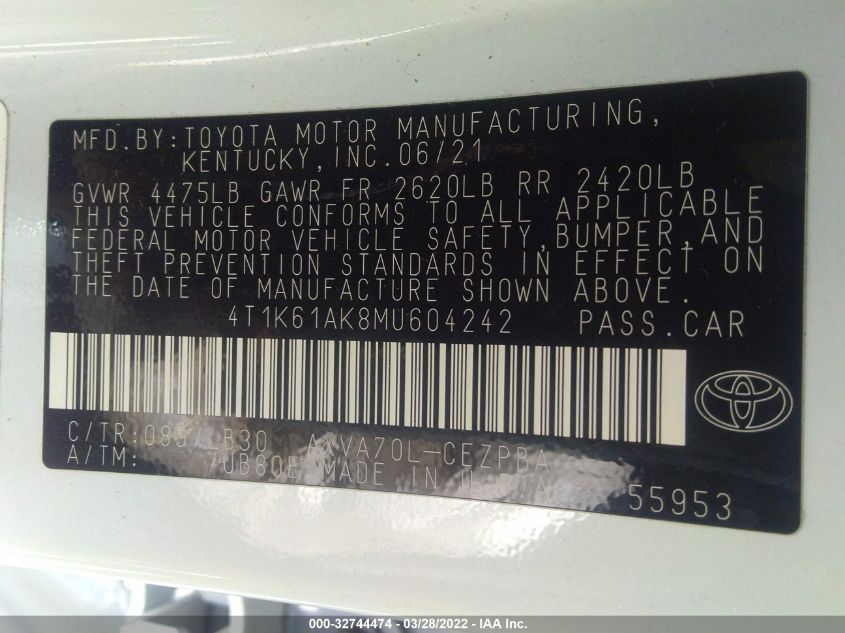 MFD.BY:TOYOTA MOTOR MANUFACTURING,
KENTUCKY,INC.06/21
GVWR 4475LB GAWR FR 2620LB RR 2420LB
THIS VEHICLE CONFORMS TO ALL APPLICABLE
FEDERAL MOTOR VEHICLE SAFETY,BUMPER,AND
THEFT PREVENTION STANDARDS IN EFFECT ON
THE DATE OF MANUFACTURE SHOWN ABOVE.
4T1K61AK8MU604242 PASS.CAR
C/TR: B30 AXVA70L-CEZPBA
A/TM: MADE IN
55953
000-32744474 - 03/28/2022 - IAA Inc.